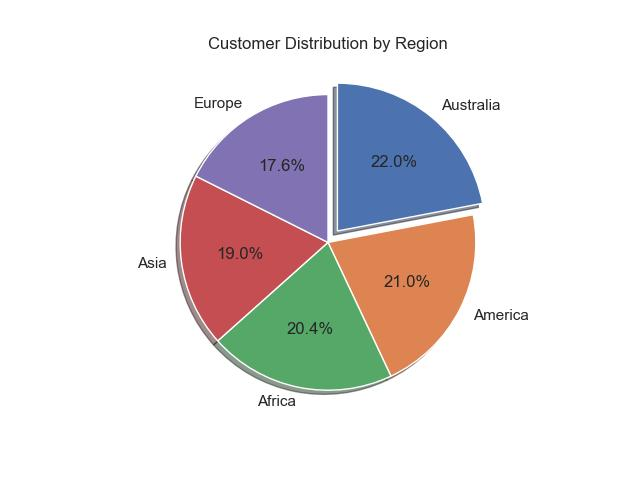 Customer Distribution by Region
Europe
Australia
17.6%
22.0%
Asia
19.0%
21.0%
America
20.4%
Africa